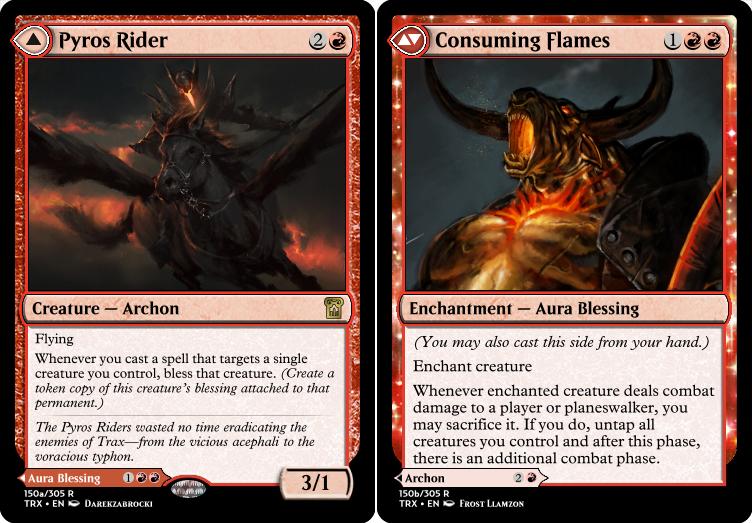 Pyros Rider 2
Creature — Archon
Flying
Whenever you cast a spell that targets a single
creature you control, bless that creature. (Create a
token copy of this creature's blessing attached to that
permanent.)
The Pyros Riders wasted no time eradicating the
enemies of Trax—from the vicious acephali to the
voracious typhon.
Aura Blessing 1
3/1
150a/305 R
TRX • EN Darekzabrocki
Consuming Flames 1
Enchantment — Aura Blessing
(You may also cast this side from your hand.)
Enchant creature
Whenever enchanted creature deals combat
damage to a player or planeswalker, you
may sacrifice it. If you do, untap all
creatures you control and after this phase,
there is an additional combat phase.
Archon 2
150b/305 R
TRX • EN Frost Llamzon